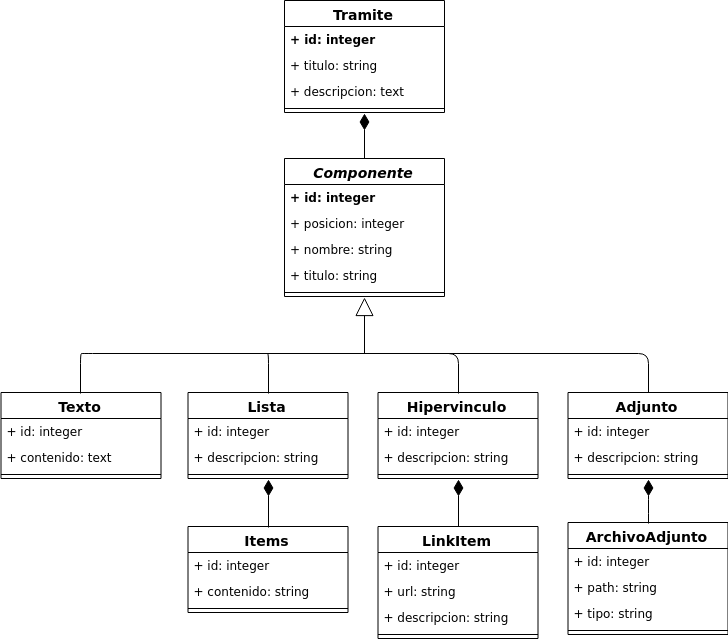 Tramite
+ id: integer
+ titulo: string
+ descripcion: text
Componente
+ id: integer
+ posicion: integer
+ nombre: string
+ titulo: string
Texto
+ id: integer
+ contenido: text
Lista
+ id: integer
+ descripcion: string
Hipervinculo
+ id: integer
+ descripcion: string
Adjunto
+ id: integer
+ descripcion: string
Items
+ id: integer
+ contenido: string
LinkItem
+ id: integer
+ url: string
+ descripcion: string
ArchivoAdjunto
+ id: integer
+ path: string
+ tipo: string